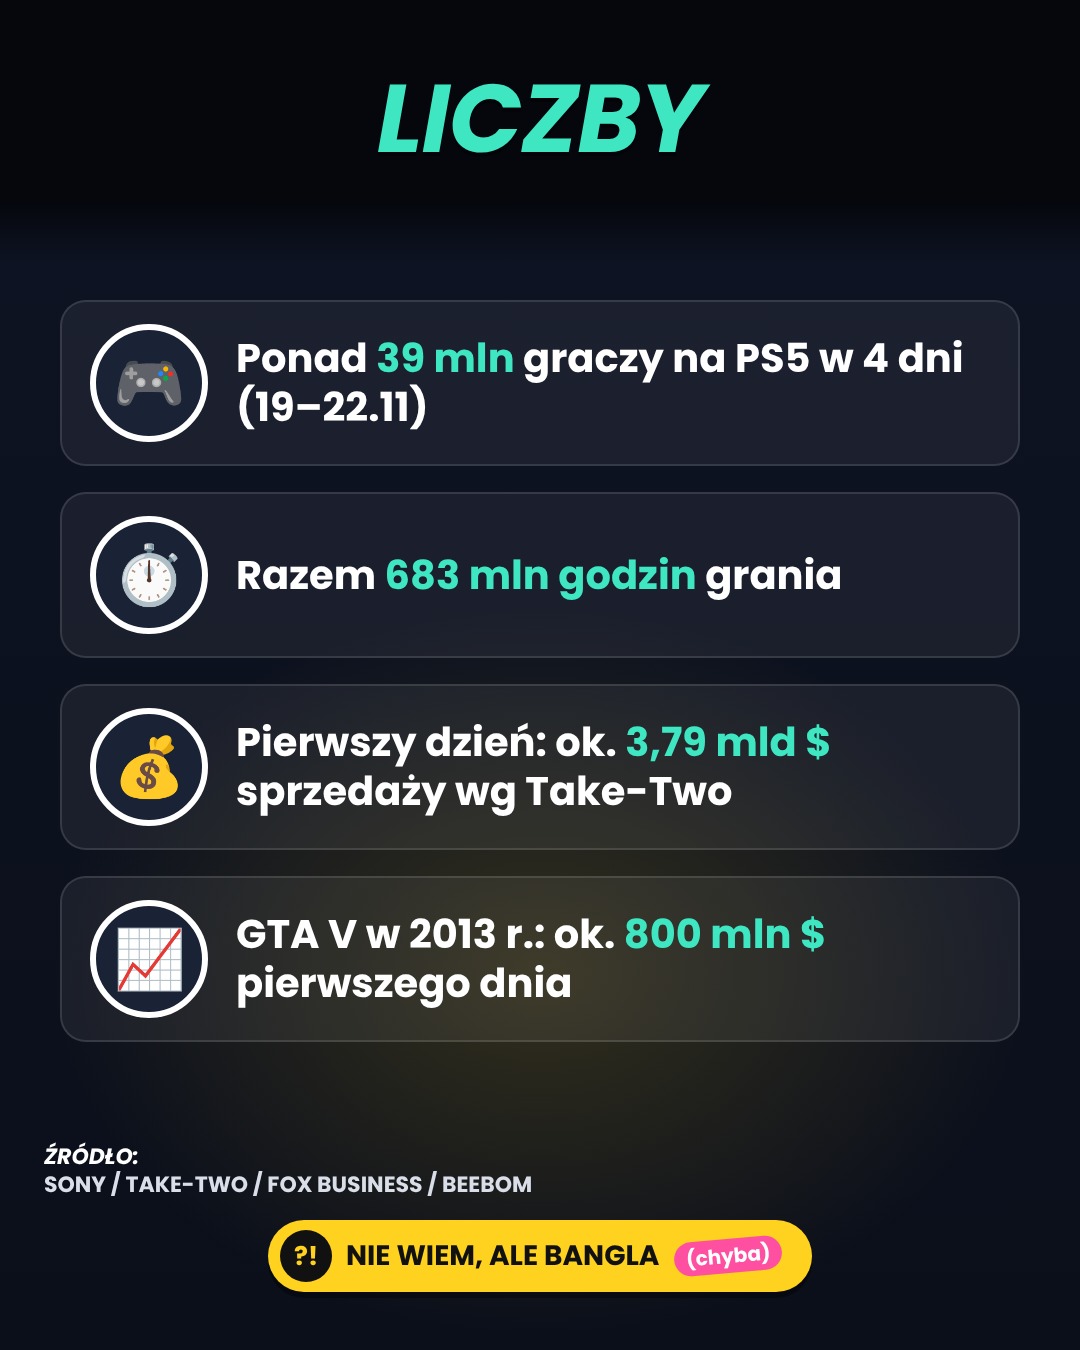 LICZBY
Ponad 39 mln graczy na PS5 w 4 dni
(19–22.11)
Razem 683 mln godzin grania
Pierwszy dzień: ok. 3,79 mld $
sprzedaży wg Take-Two
GTA V w 2013 r.: ok. 800 mln $
pierwszego dnia
ŹRÓDŁO:
SONY / TAKE-TWO / FOX BUSINESS / BEEBOM
?! NIE WIEM, ALE BANGLA (chyba)